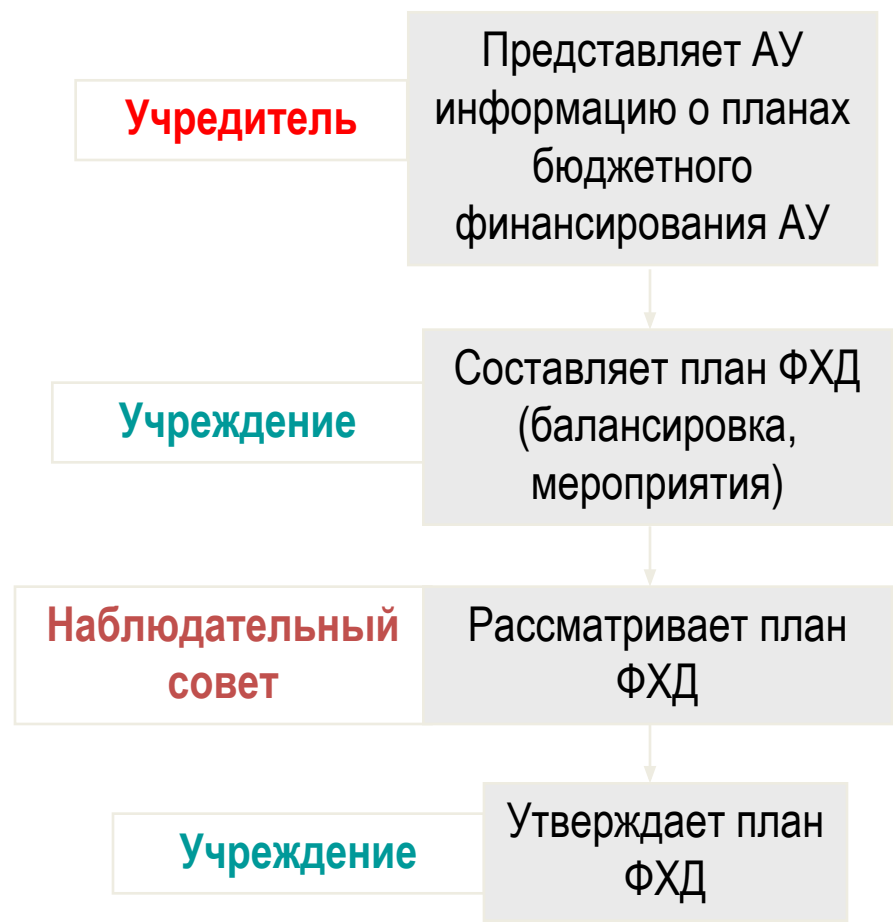 Учредитель
Представляет АУ
информацию о планах
бюджетного
финансирования АУ
Учреждение
Составляет план ФХД
(балансировка,
мероприятия)
Наблюдательный
совет
Рассматривает план
ФХД
Учреждение
Утверждает план
ФХД